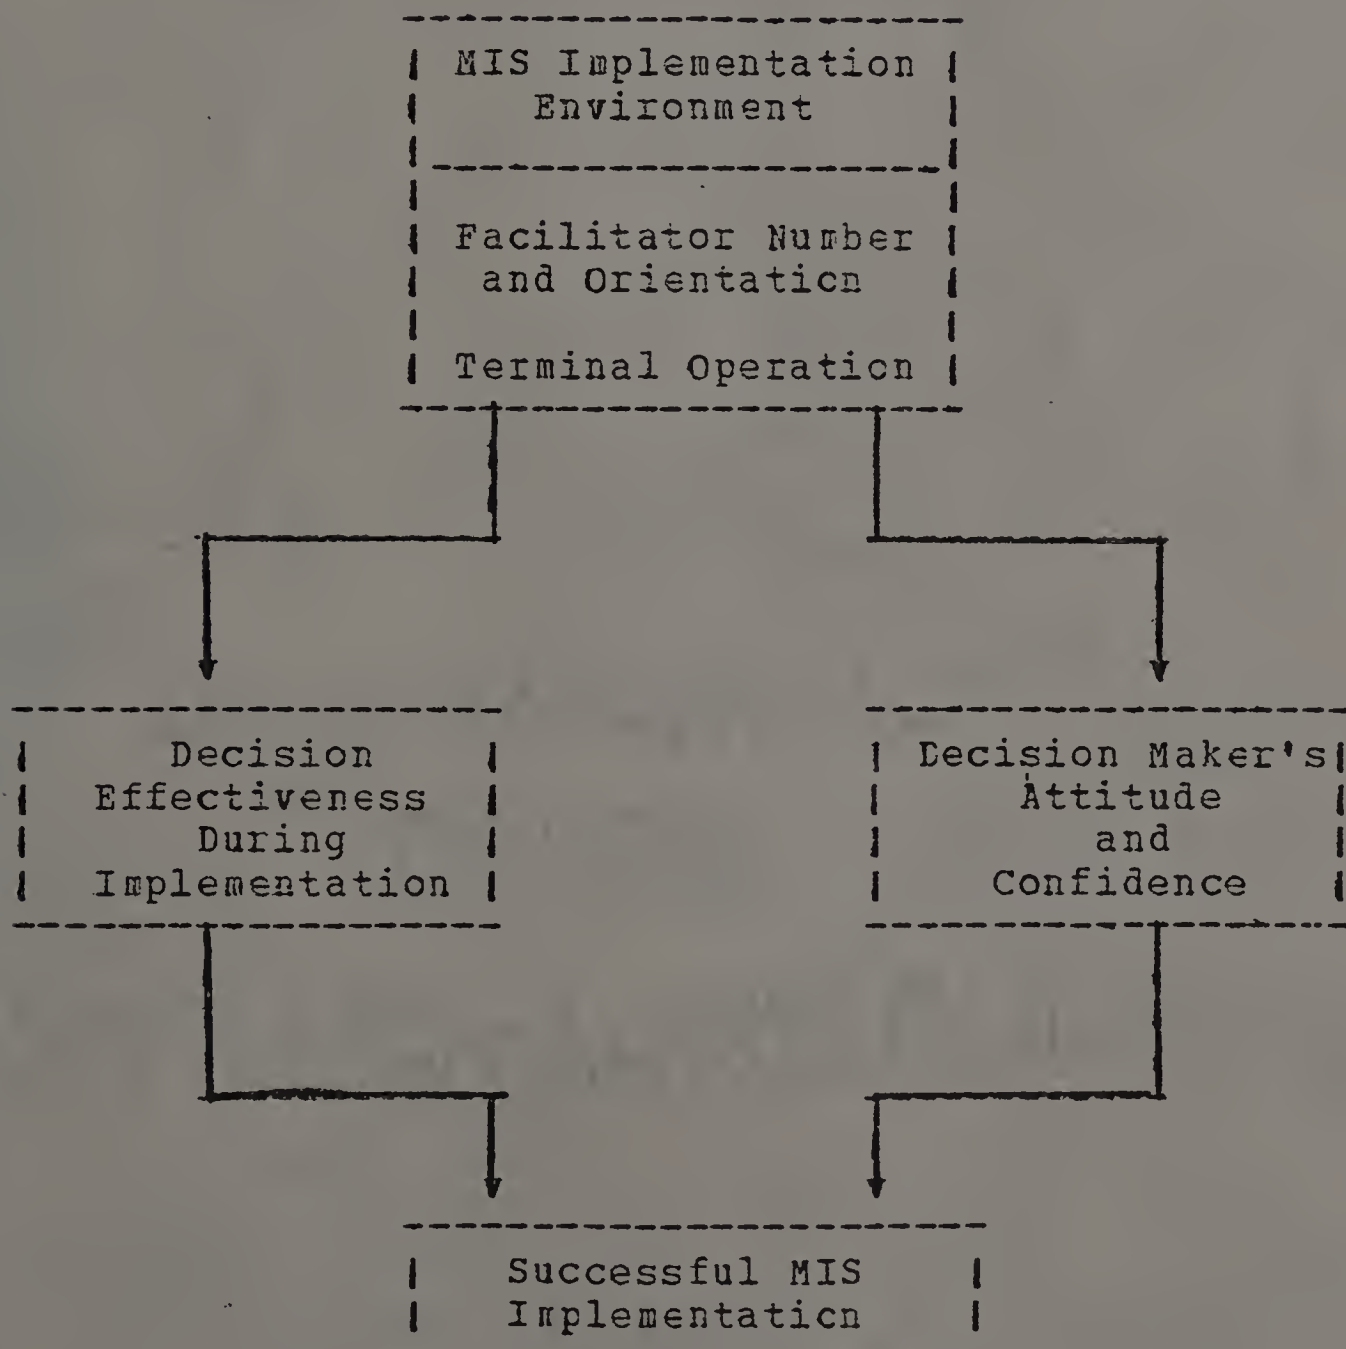 MIS Implementation
Environment
Facilitator Number
and Orientation
Terminal Operation
Decision
Effectiveness
During
Implementation
Decision Maker's
Attitude
and
Confidence
Successful MIS
Implementation